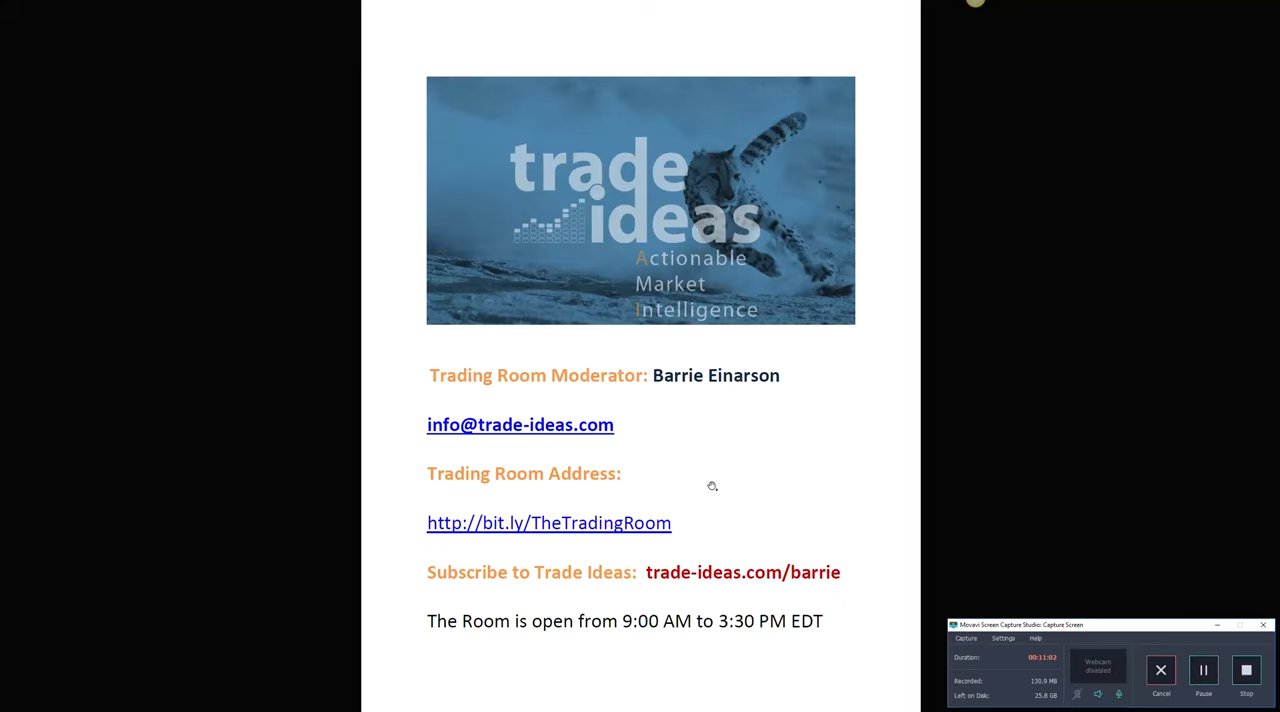 trade
ideas
Actionable
Market
Intelligence
Trading Room Moderator: Barrie Einarson
info@trade-ideas.com
Trading Room Address:
http://bit.ly/TheTradingRoom
Subscribe to Trade Ideas: trade-ideas.com/barrie
The Room is open from 9:00 AM to 3:30 PM EDT
Movavi Screen Capture Studio: Capture Screen
Capture Settings Help
Duration: 00:11:02
Webcam
disabled
Recorded: 130.9 MB
Left on Disk: 25.8 GB
Cancel Pause Stop